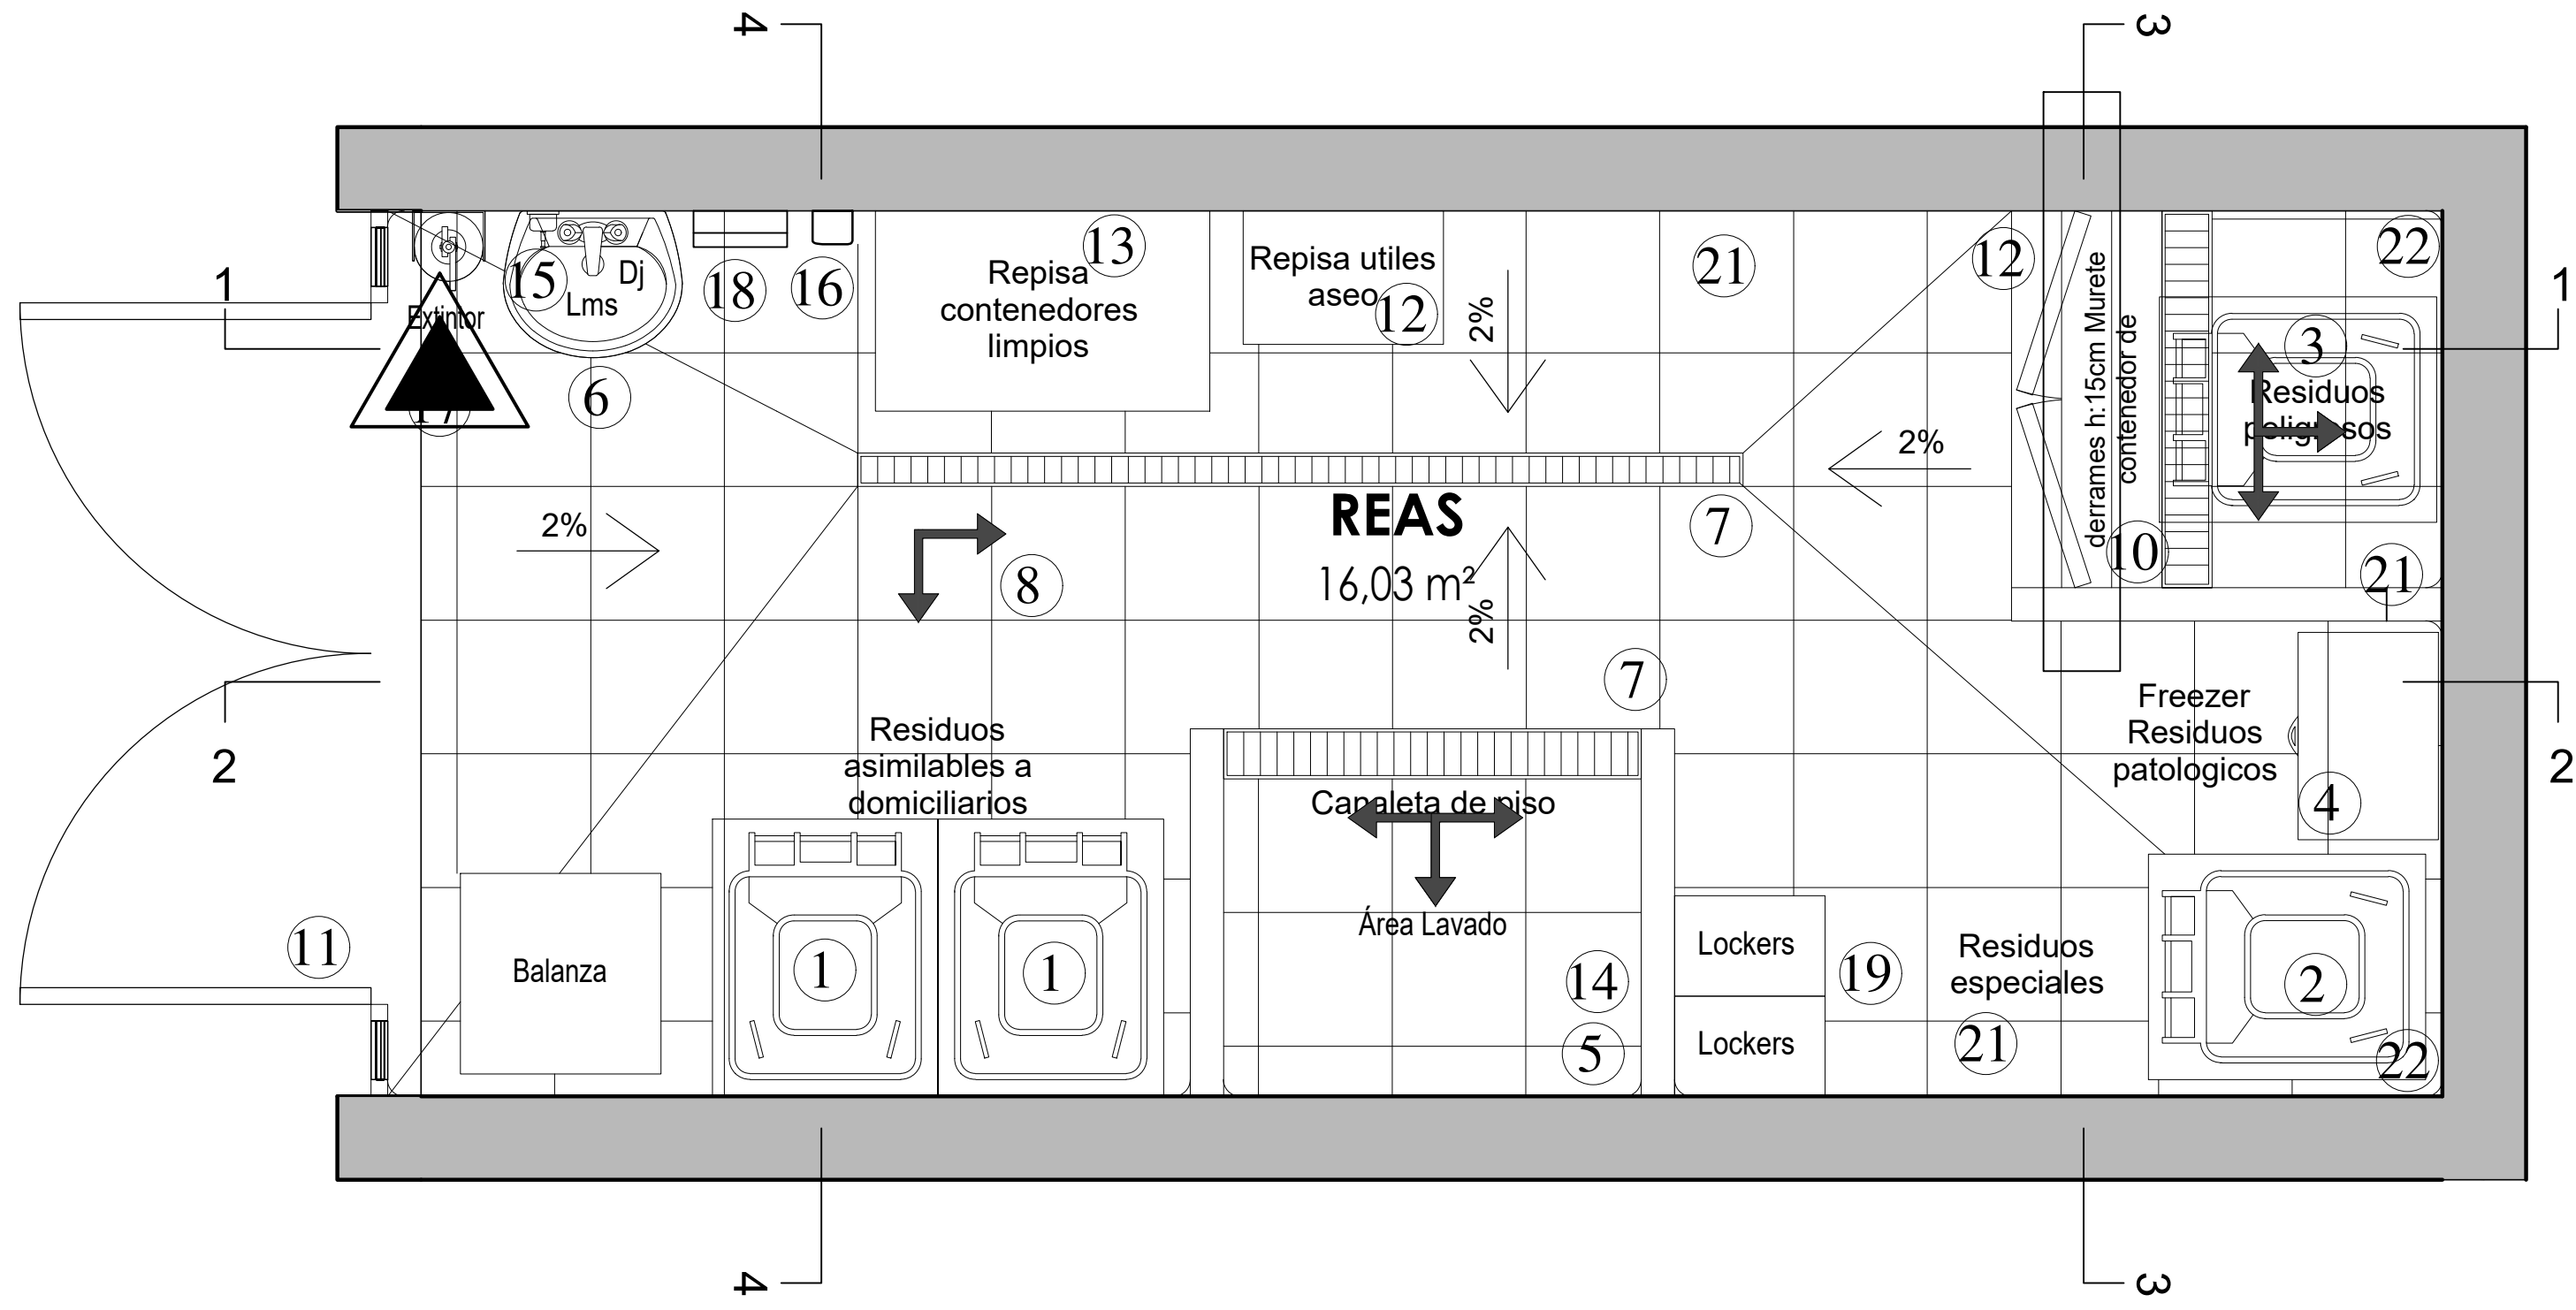 4
3
1
Extintor
17
15
Dj
Lms
6
18
16
Repisa
contenedores
limpios
13
Repisa utiles
aseo
12
2%
21
12
derrames h:15cm Murete
contenedor de
10
22
3
Residuos
peligrosos
21
1
2%
2%
8
REAS
16,03 m²
2%
7
7
2
Residuos
asimilables a
domiciliarios
Canaleta de piso
Área Lavado
Freezer
Residuos
patologicos
4
2
11
Balanza
1
1
14
5
Lockers
Lockers
19
Residuos
especiales
21
2
22
4
3